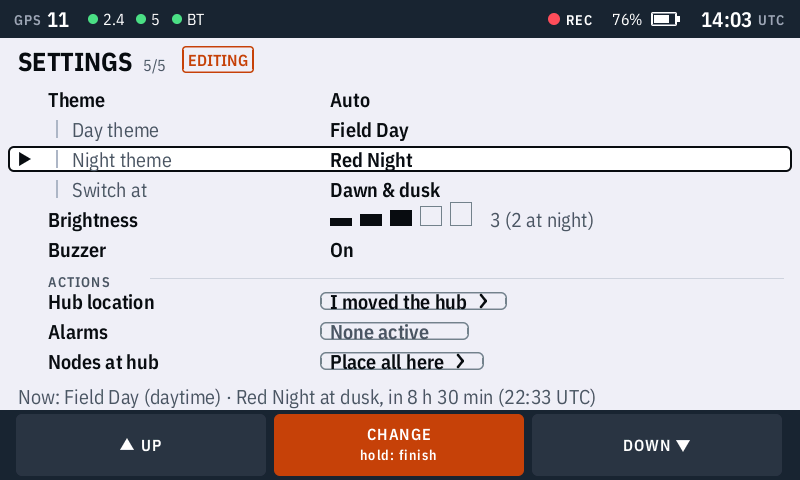 GPS 11 2.4 5 BT REC 76% 14:03 UTC
SETTINGS 5/5 EDITING
Theme Auto
Day theme Field Day
Night theme Red Night
Switch at Dawn & dusk
Brightness 3 (2 at night)
Buzzer On
ACTIONS
Hub location I moved the hub
Alarms None active
Nodes at hub Place all here
Now: Field Day (daytime) · Red Night at dusk, in 8 h 30 min (22:33 UTC)
UP CHANGE DOWN
hold: finish